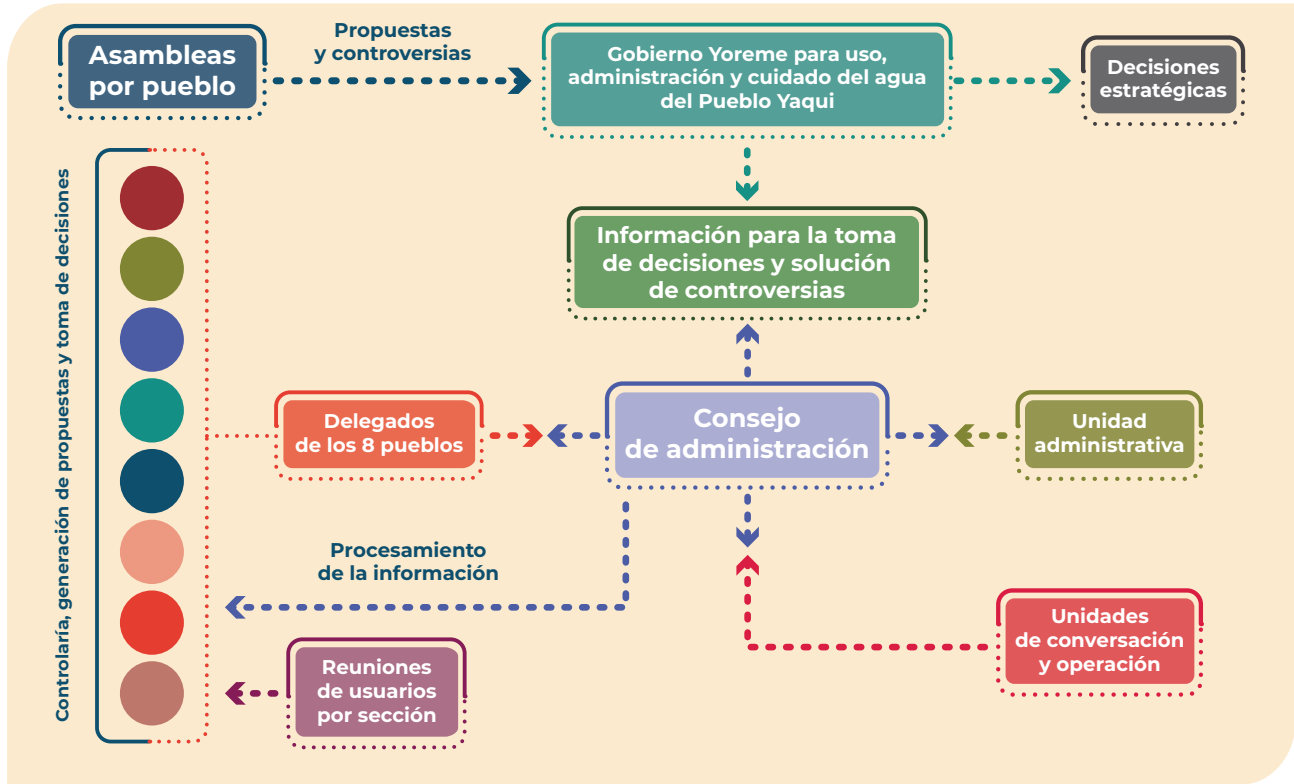 Asambleas
por pueblo
Propuestas
y controversias
Gobierno Yoreme para uso,
administración y cuidado del agua
del Pueblo Yaqui
Decisiones
estratégicas
Controlaría, generación de propuestas y toma de decisiones
Información para la toma
de decisiones y solución
de controversias
Delegados
de los 8 pueblos
Consejo
de administración
Unidad
administrativa
Procesamiento
de la información
Unidades
de conversación
y operación
Reuniones
de usuarios
por sección